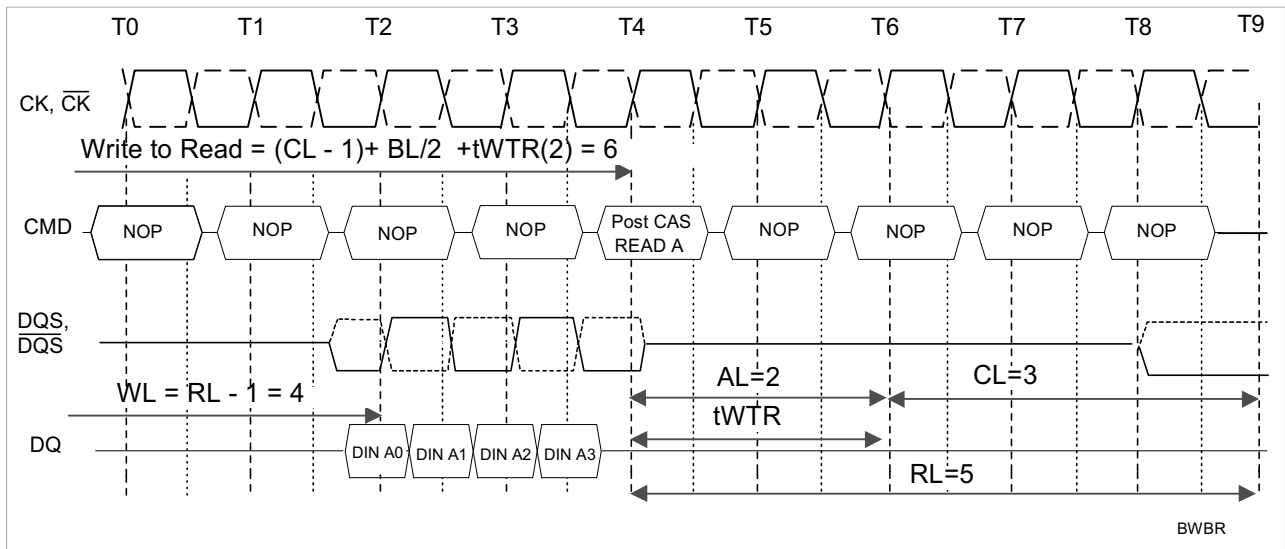 T0 T1 T2 T3 T4 T5 T6 T7 T8 T9
CK, CK
Write to Read = (CL - 1)+ BL/2 +tWTR(2) = 6
CMD NOP NOP NOP NOP Post CAS READ A NOP NOP NOP NOP
DQS,
DQS
WL = RL - 1 = 4
AL=2
CL=3
tWTR
DQ DIN A0 DIN A1 DIN A2 DIN A3
RL=5
BWBR